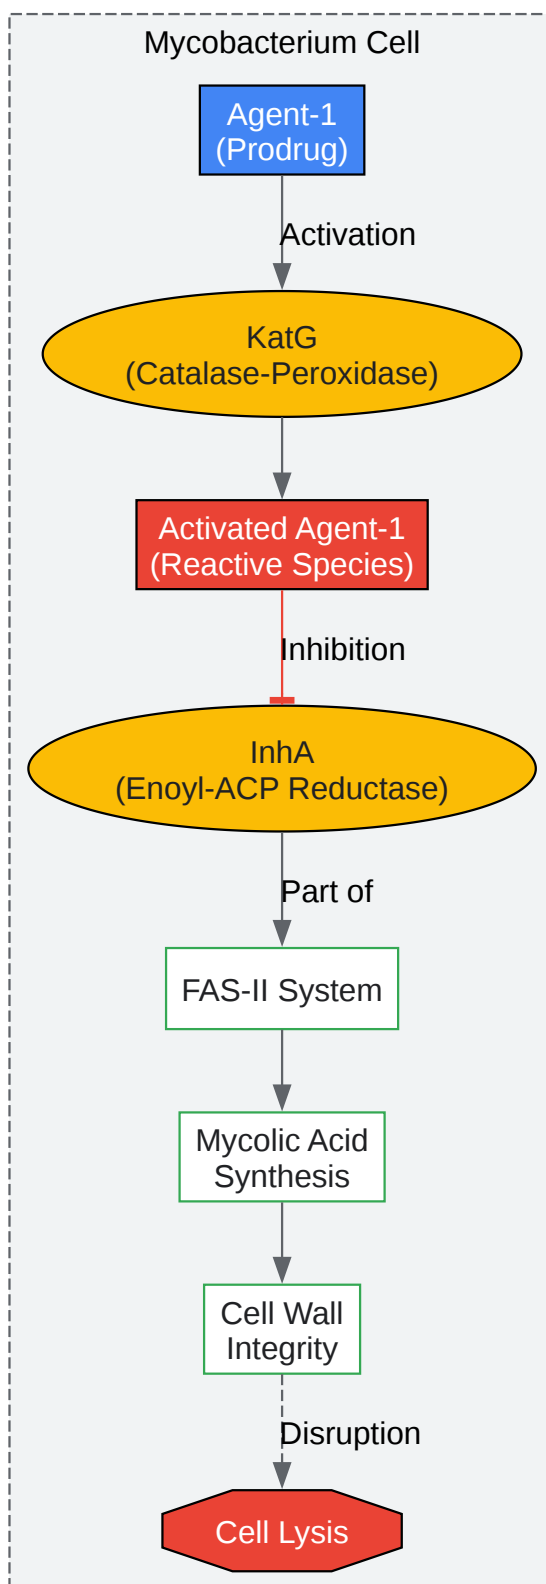 Mycobacterium Cell
Agent-1
(Prodrug)
Activation
KatG
(Catalase-Peroxidase)
Activated Agent-1
(Reactive Species)
Inhibition
InhA
(Enoyl-ACP Reductase)
Part of
FAS-II System
Mycolic Acid
Synthesis
Cell Wall
Integrity
Disruption
Cell Lysis